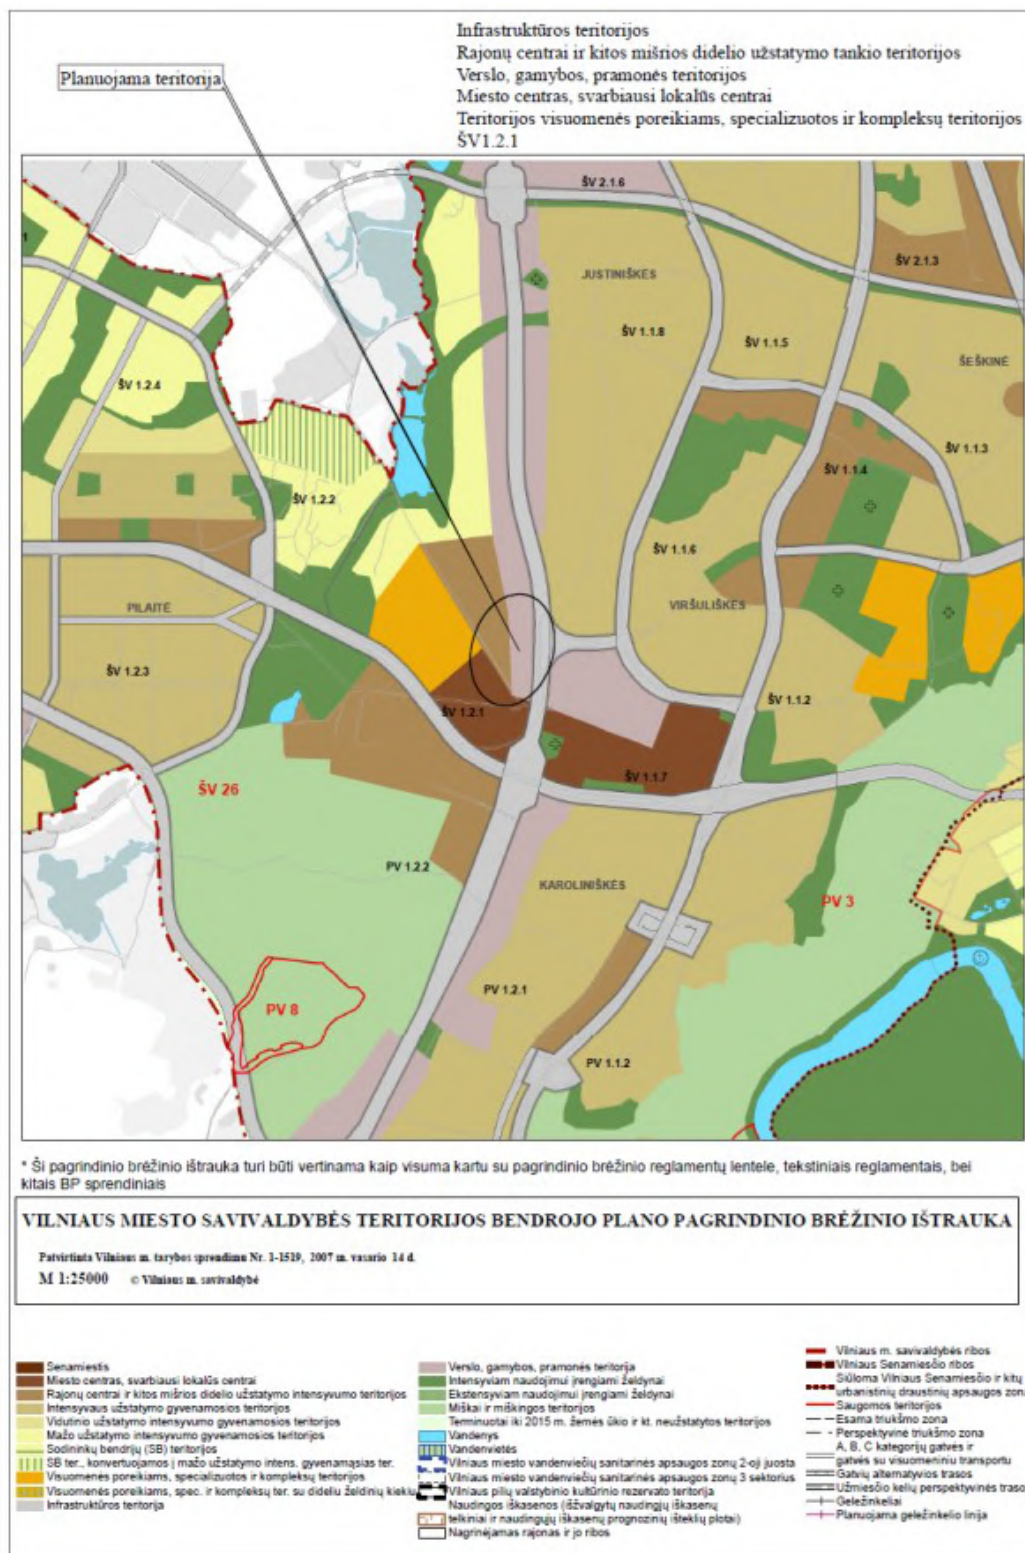 Infrastruktūros teritorijos
Rajonų centrai ir kitos mišrios didelio užstatymo tankio teritorijos
Verslo, gamybos, pramonės teritorijos
Miesto centras, svarbiausi lokalūs centrai
Teritorijos visuomenės poreikiams, specializuotos ir kompleksų teritorijos
ŠV1.2.1
Planuojama teritorija
ŠV 2.1.6
ŠV 2.1.3
JUSTINIŠKĖS
ŠV 1.1.8
ŠV 1.1.5
ŠEŠKINĖ
ŠV 1.2.4
ŠV 1.1.3
ŠV 1.1.4
ŠV 1.2.2
ŠV 1.1.6
VIRŠULIŠKĖS
PILAITĖ
ŠV 1.2.3
ŠV 1.2.1
ŠV 1.1.2
ŠV 1.1.7
ŠV 26
PV 1.2.2
KAROLINIŠKĖS
PV 3
PV 1.2.1
PV 8
PV 1.1.2
* Ši pagrindinio brėžinio ištrauka turi būti vertinama kaip visuma kartu su pagrindinio brėžinio reglamentų lentele, tekstiniais reglamentais, bei
kitais BP sprendiniais
VILNIAUS MIESTO SAVIVALDYBĖS TERITORIJOS BENDROJO PLANO PAGRINDINIO BRĖŽINIO IŠTRAUKA
Patvirtinta Vilniaus m. tarybos sprendimu Nr. 1-1519, 2007 m. vasario 14 d.
M 1:25000 © Vilniaus m. savivaldybė
Senamiestis
Miesto centras, svarbiausi lokalūs centrai
Rajonų centrai ir kitos mišrios didelio užstatymo intensyvumo teritorijos
Intensyvaus užstatymo gyvenamosios teritorijos
Vidutinio užstatymo intensyvumo gyvenamosios teritorijos
Mažo užstatymo intensyvumo gyvenamosios teritorijos
Sodininkų bendrijų (SB) teritorijos
SB ter., konvertuojamos į mažo užstatymo intens. gyvenamąsias ter.
Visuomenės poreikiams, specializuotos ir kompleksų teritorijos
Visuomenės poreikiams, spec. ir kompleksų ter. su dideliu želdinių kiekiu
Infrastruktūros teritorija
Verslo, gamybos, pramonės teritorija
Intensyviam naudojimui įrengiami želdynai
Ekstensyviam naudojimui įrengiami želdynai
Miškai ir miškingos teritorijos
Terminuotai iki 2015 m. žemės ūkio ir kt. neužstatytos teritorijos
Vandenys
Vandenvietės
Vilniaus miesto vandenviečių sanitarinės apsaugos zonų 2-oji juosta
Vilniaus miesto vandenviečių sanitarinės apsaugos zonų 3 sektorius
Vilniaus pilių valstybinio kultūrinio rezervato teritorija
Naudingos iškasenos (išžvalgytų naudingų iškasenų
telkiniai ir naudingųjų iškasenų prognozinių išteklių plotai)
Nagrinėjamas rajonas ir jo ribos
Vilniaus m. savivaldybės ribos
Vilniaus Senamiesčio ribos
Siūloma Vilniaus Senamiesčio ir kitų
urbanistinių draustinių apsaugos zona
Saugomos teritorijos
Esama triukšmo zona
Perspektyvinė triukšmo zona
A, B, C kategorijų gatvės ir
gatvės su visuomeniniu transportu
Gatvių alternatyvios trasos
Užmiesčio kelių perspektyvinės traso
Geležinkeliai
Planuojama geležinkelio linija